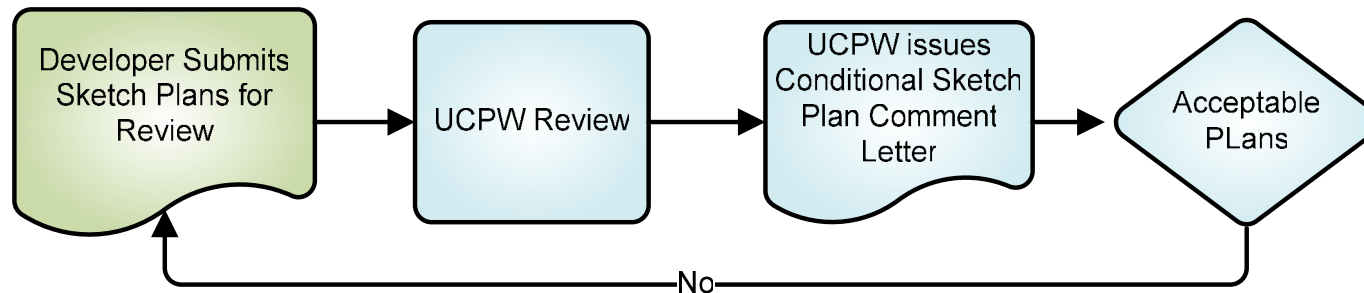 Developer Submits
Sketch Plans for
Review
UCPW Review
UCPW issues
Conditional Sketch
Plan Comment
Letter
Acceptable
PLans
No